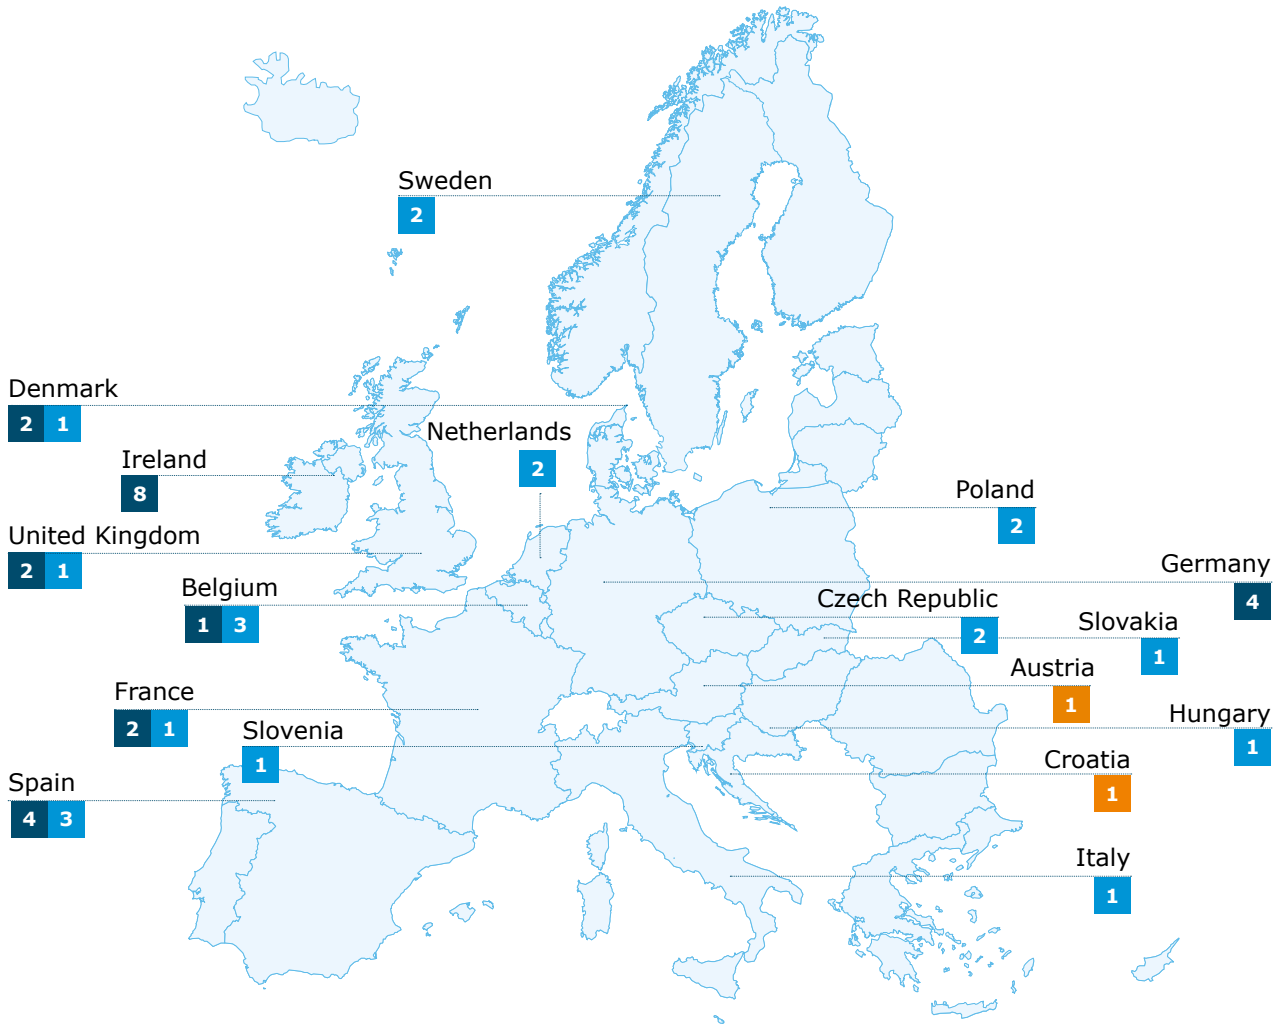 Sweden
2
Denmark
2 1
Netherlands
2
Ireland
8
Poland
2
United Kingdom
2 1
Germany
4
Belgium
1 3
Czech Republic
2
Slovakia
1
Austria
1
France
2 1
Hungary
1
Slovenia
1
Croatia
1
Spain
4 3
Italy
1